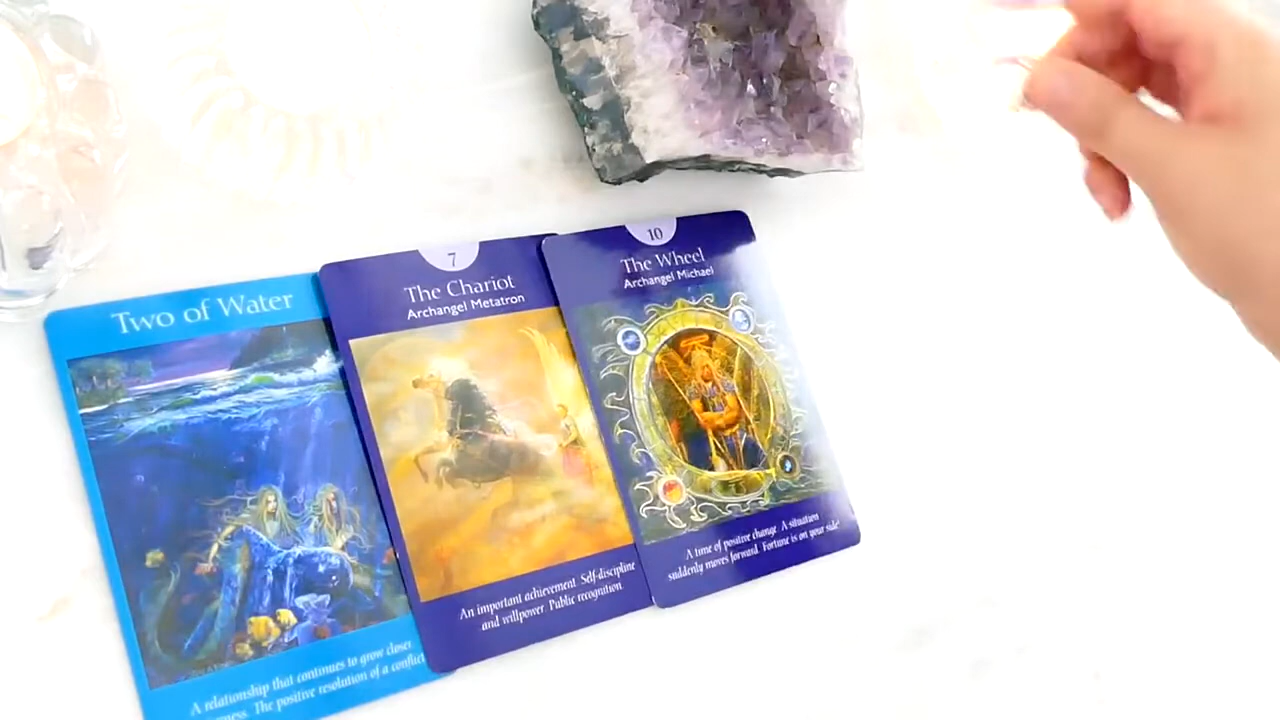 Two of Water
A relationship that continues to grow closer.
The positive resolution of a conflict
7
The Chariot
Archangel Metatron
An important achievement. Self-discipline
and willpower. Public recognition.
10
The Wheel
Archangel Michael
A time of positive change. A situation
suddenly moves forward. Fortune is on your side!